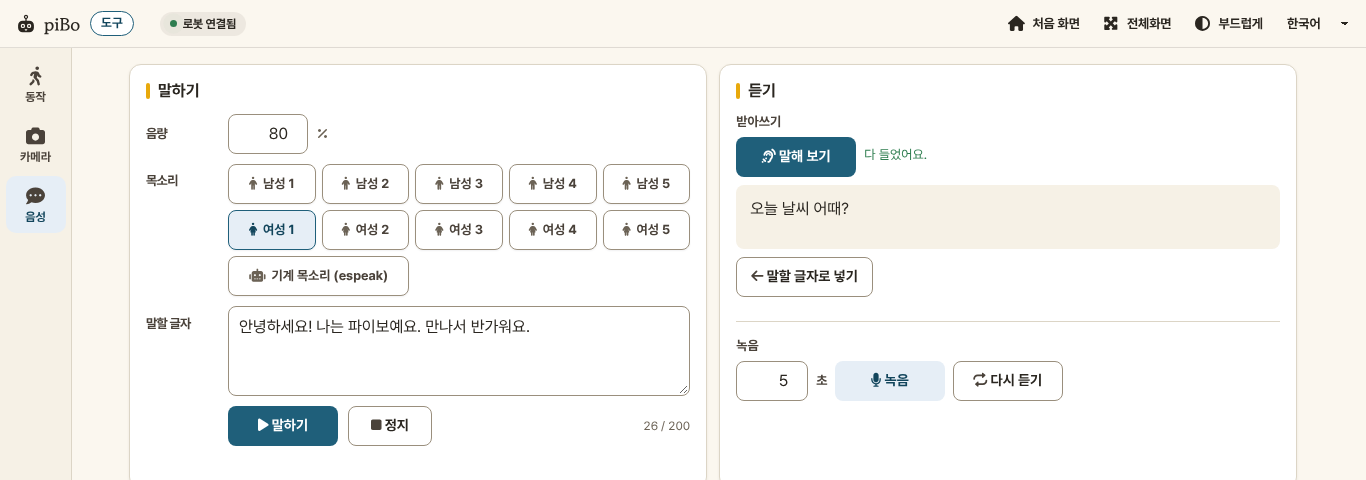 piBo 도구 로봇 연결됨 처음 화면 전체화면 부드럽게 한국어
동작
카메라
음성
말하기
음량 80 %
목소리 남성 1 남성 2 남성 3 남성 4 남성 5
여성 1 여성 2 여성 3 여성 4 여성 5
기계 목소리 (espeak)
말할 글자 안녕하세요! 나는 파이보예요. 만나서 반가워요.
말하기 정지 26 / 200
듣기
받아쓰기
말해 보기 다 들었어요.
오늘 날씨 어때?
말할 글자로 넣기
녹음
5 초 녹음 다시 듣기